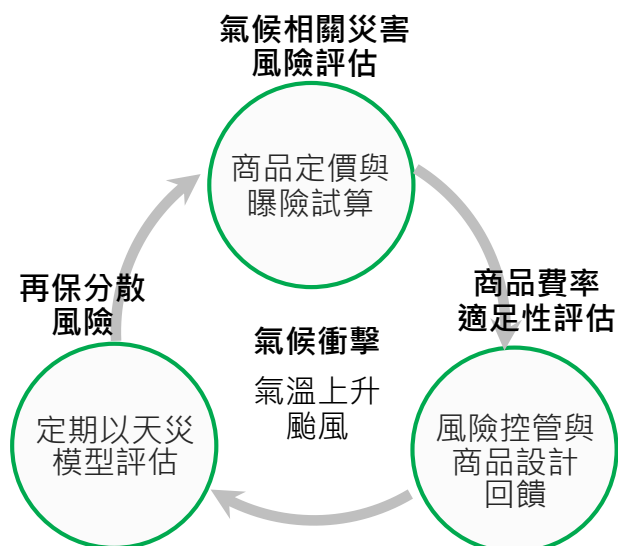 氣候相關災害
風險評估
商品定價與
曝險試算
商品費率
適足性評估
風險控管與
商品設計
回饋
再保分散
風險
定期以天災
模型評估
氣候衝擊
氣溫上升
颱風